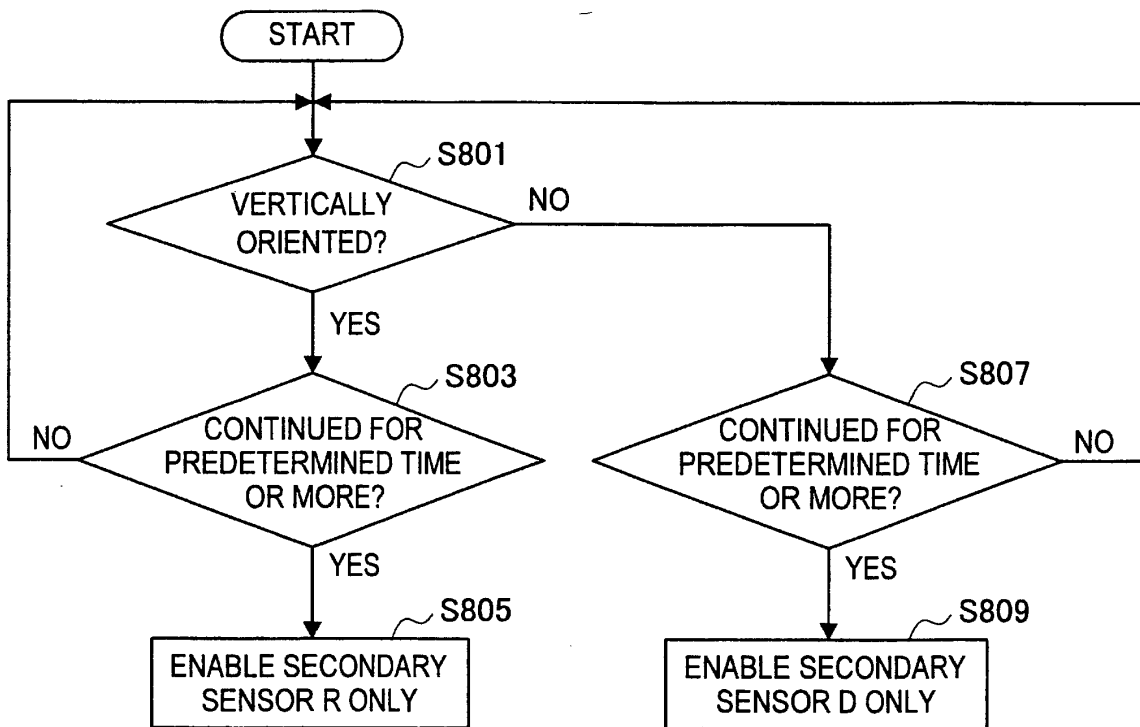 START
S801
VERTICALLY
ORIENTED?
NO
YES
S803
CONTINUED FOR
PREDETERMINED TIME
OR MORE?
NO
YES
S805
ENABLE SECONDARY
SENSOR R ONLY
S807
CONTINUED FOR
PREDETERMINED TIME
OR MORE?
NO
YES
S809
ENABLE SECONDARY
SENSOR D ONLY